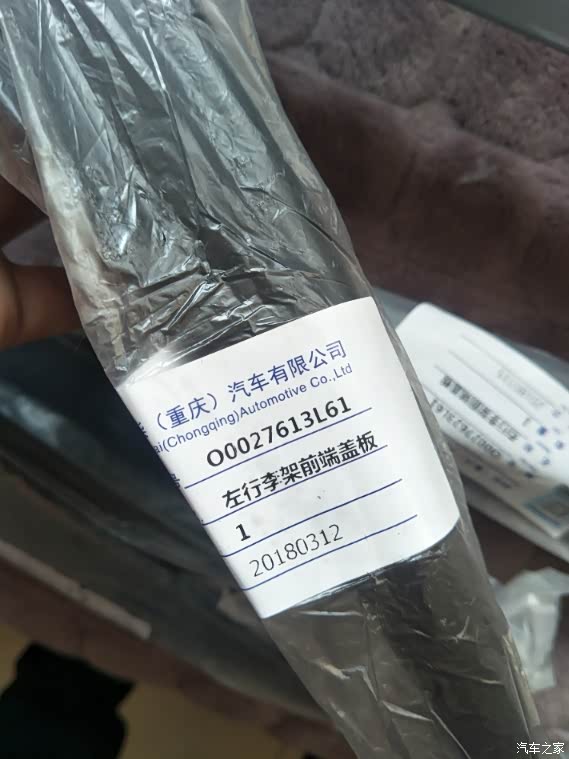 （重庆）汽车有限公司
ai(Chongqing)Automotive Co.,Ltd
O0027613L61
左行李架前端盖板
1
20180312
汽车之家